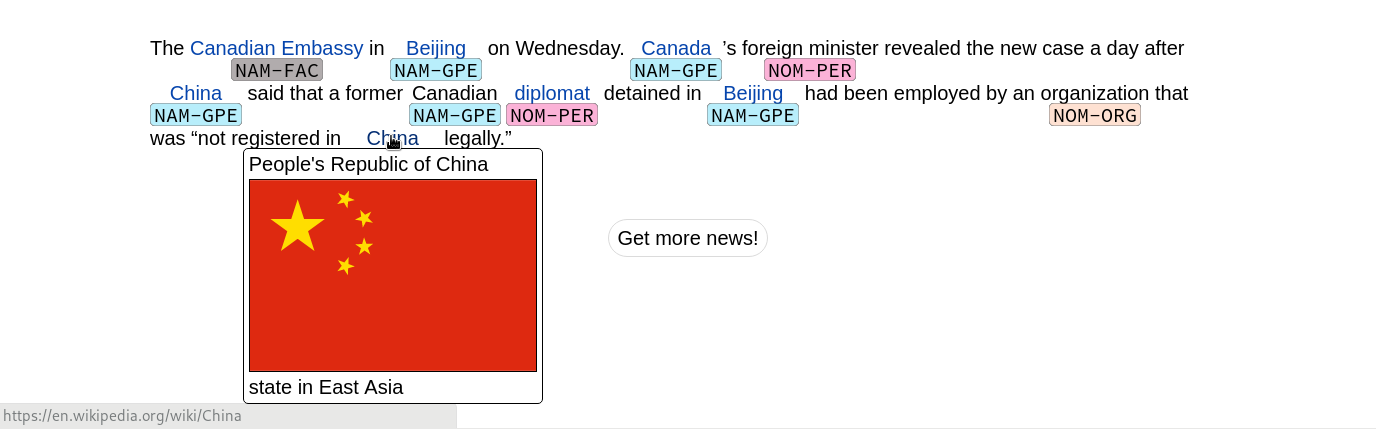 The Canadian Embassy in Beijing on Wednesday. Canada ’s foreign minister revealed the new case a day after
NAM-FAC NAM-GPE NAM-GPE NOM-PER
China said that a former Canadian diplomat detained in Beijing had been employed by an organization that
NAM-GPE NAM-GPE NOM-PER NAM-GPE NOM-ORG
was “not registered in China legally.”
People's Republic of China
Get more news!
state in East Asia
https://en.wikipedia.org/wiki/China